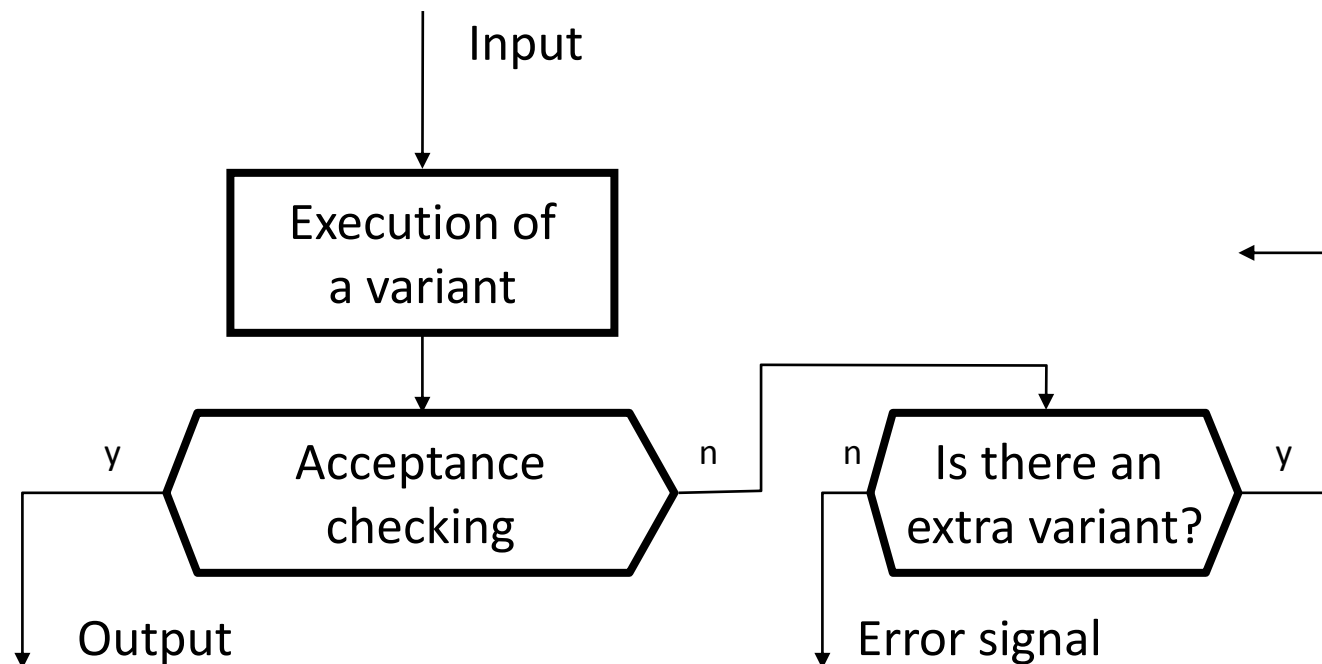 Input
Execution of
a variant
y
Acceptance
checking
n
n
Is there an
extra variant?
y
Output
Error signal